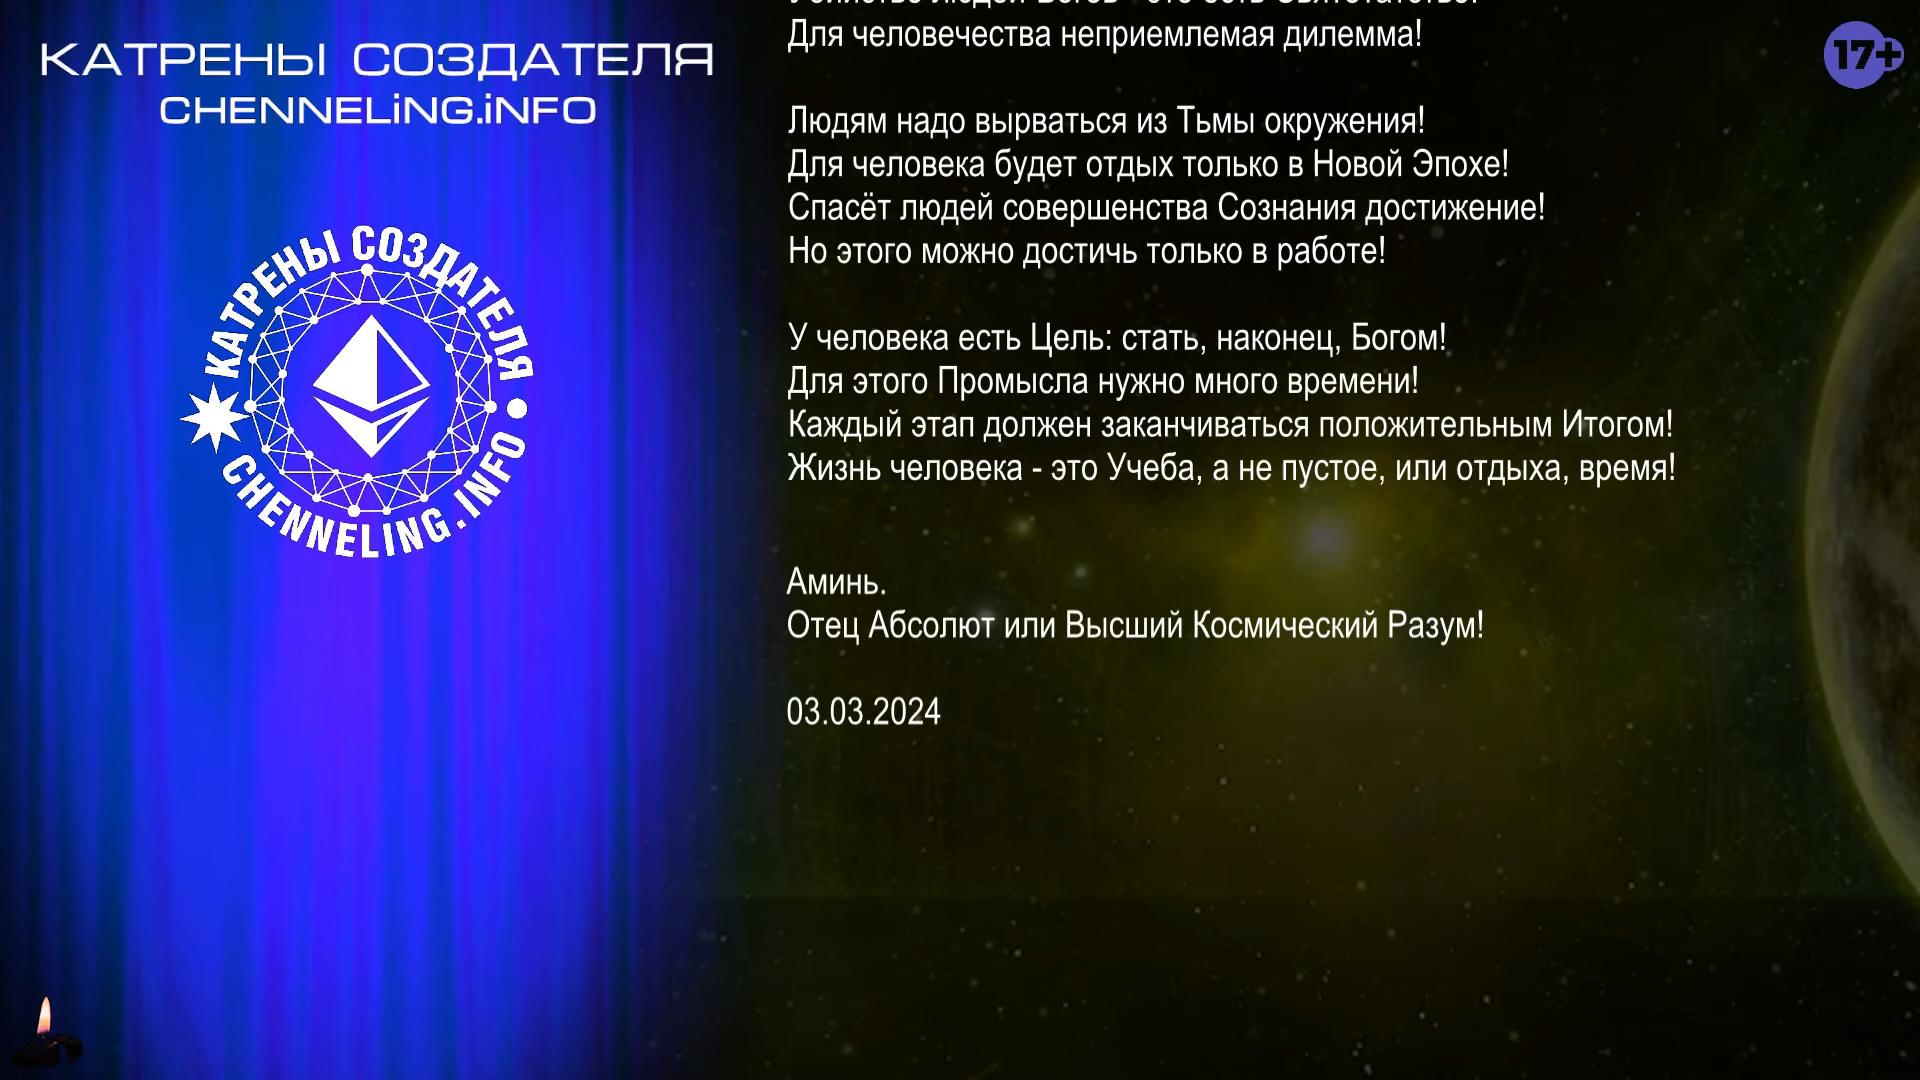 КАТРЕНЫ СОЗДАТЕЛЯ
CHENNELiNG.iNFO
КАТРЕНЫ СОЗДАТЕЛЯ
CHENNELING.INFO
Для человечества неприемлемая дилемма!
Людям надо вырваться из Тьмы окружения!
Для человека будет отдых только в Новой Эпохе!
Спасёт людей совершенства Сознания достижение!
Но этого можно достичь только в работе!
У человека есть Цель: стать, наконец, Богом!
Для этого Промысла нужно много времени!
Каждый этап должен заканчиваться положительным Итогом!
Жизнь человека - это Учеба, а не пустое, или отдыха, время!
Аминь.
Отец Абсолют или Высший Космический Разум!
03.03.2024
17+